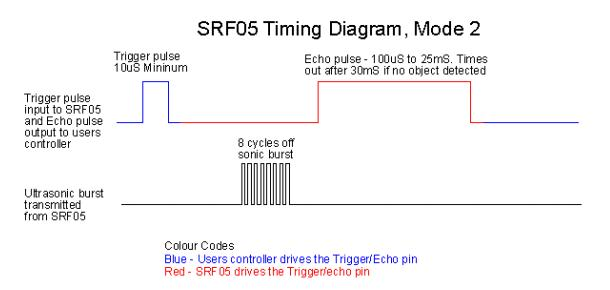 SRF05 Timing Diagram, Mode 2
Trigger pulse
10uS Mininum
Echo pulse - 100uS to 25mS. Times
out after 30mS if no object detected
Trigger pulse
input to SRF05
and Echo pulse
output to users
controller
8 cycles off
sonic burst
Ultrasonic burst
transmitted
from SRF05
Colour Codes
Blue - Users controller drives the Trigger/Echo pin
Red - SRF05 drives the Trigger/echo pin